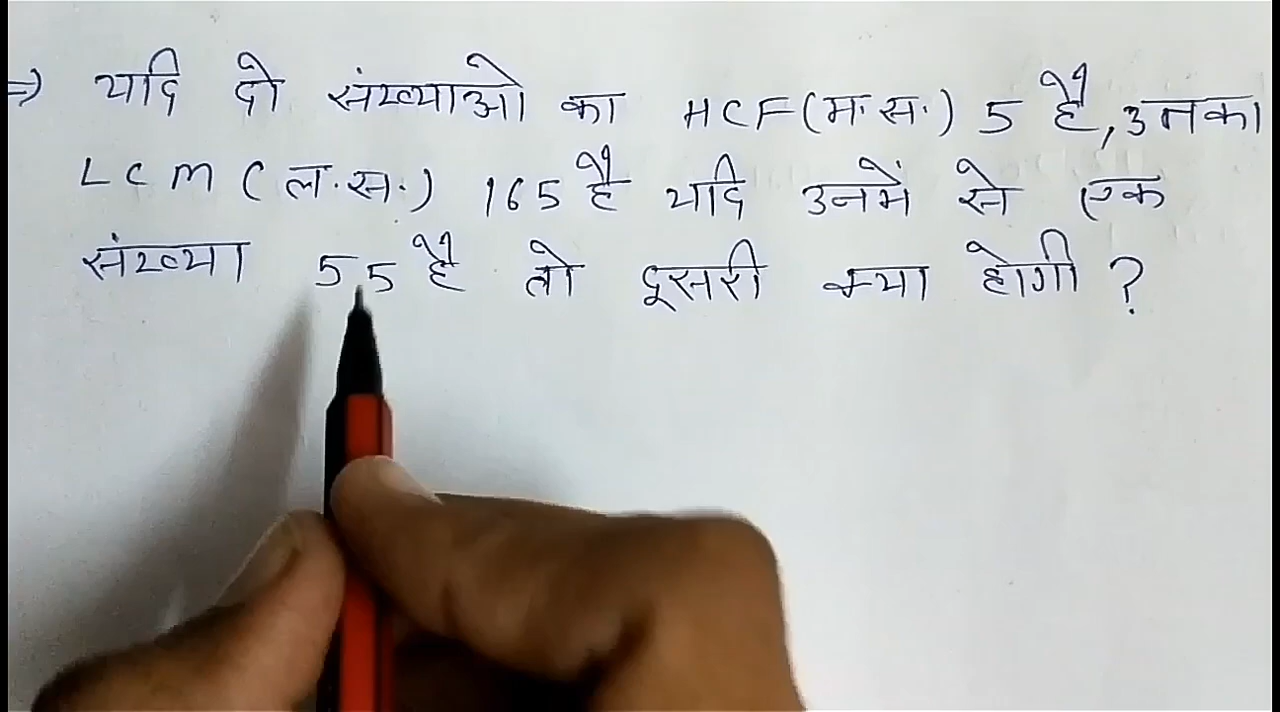 ⇒ यदि दो संख्याओ का HCF(म.स.) 5 है, उनका
LCM (ल.स.) 165 है यदि उनमें से एक
संख्या 55 है तो दूसरी क्या होगी ?